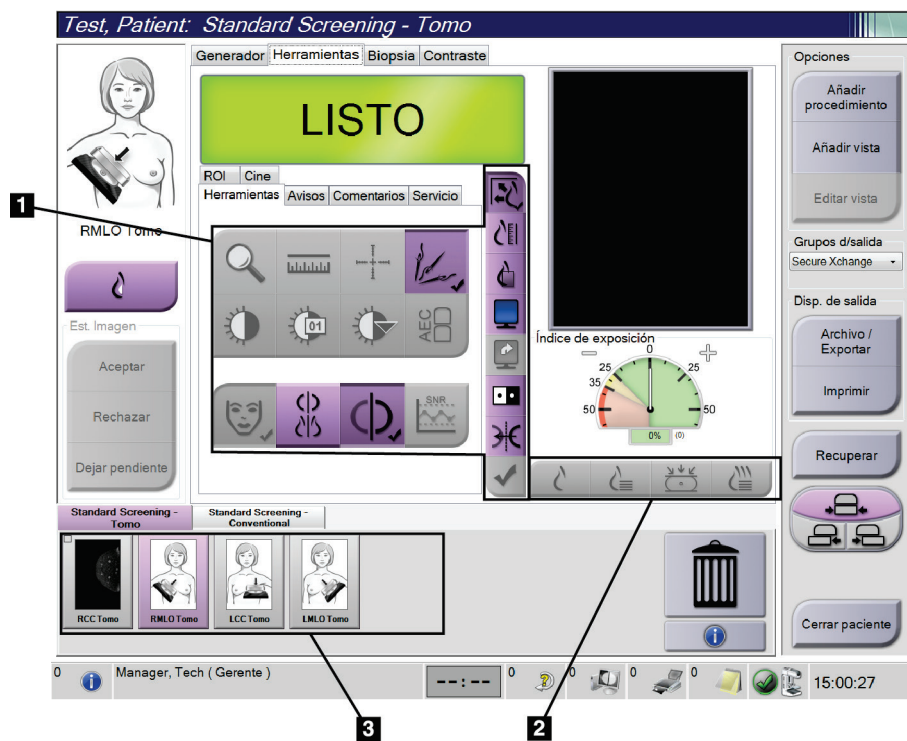 Test, Patient: Standard Screening - Tomo
Generador Herramientas Biopsia Contraste
LISTO
ROI Cine
Herramientas Avisos Comentarios Servicio
01
AEC
SNR
1
RMLO Tomo
Est. Imagen
Aceptar
Rechazar
Dejar pendiente
Índice de exposición
0
25 25
35
50 50
0% (0)
Opciones
Añadir
procedimiento
Añadir vista
Editar vista
Grupos d/salida
Secure Xchange
Disp. de salida
Archivo /
Exportar
Imprimir
Recuperar
Cerrar paciente
Standard Screening -
Tomo
Standard Screening -
Conventional
RCC Tomo RMLO Tomo LCC Tomo LMLO Tomo
0 Manager, Tech ( Gerente ) --:-- 0 0 0 0 15:00:27
3 2